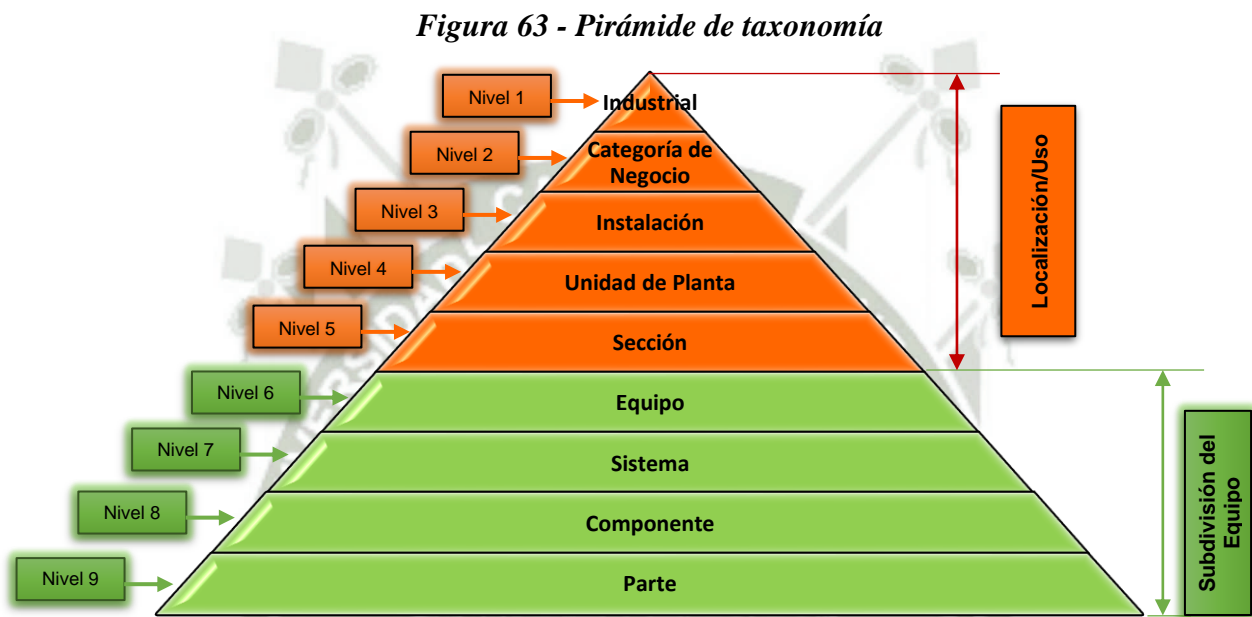 Figura 63 - Pirámide de taxonomía
Nivel 1
Industrial
Nivel 2
Categoría de
Negocio
Nivel 3
Instalación
Nivel 4
Unidad de Planta
Nivel 5
Sección
Localización/Uso
Nivel 6
Equipo
Nivel 7
Sistema
Nivel 8
Componente
Nivel 9
Parte
Subdivisión del
Equipo